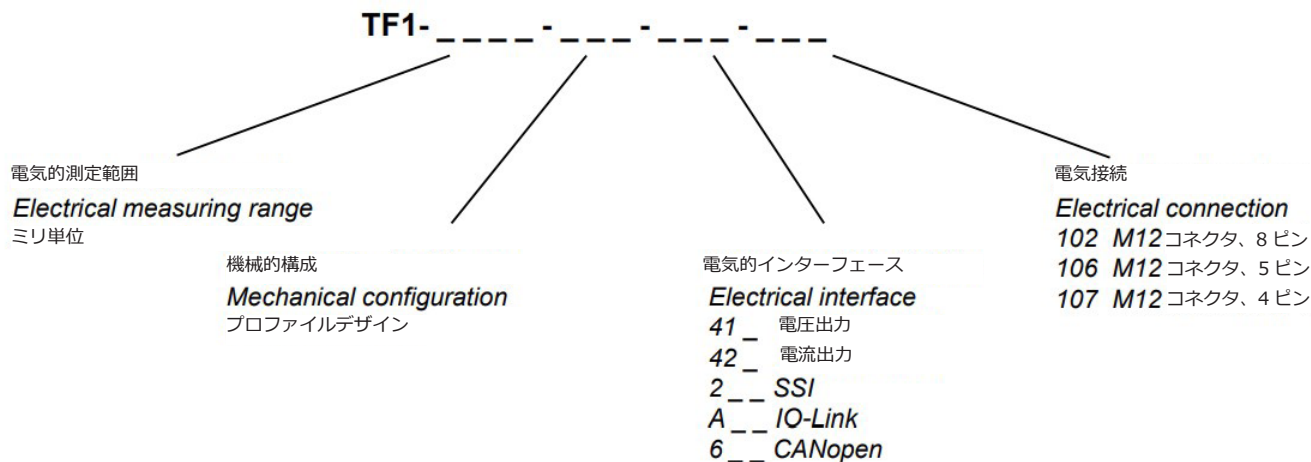 TF1- _ _ _ _ - _ _ _ - _ _ _ - _ _ _
電気的測定範囲
Electrical measuring range
ミリ単位
機械的構成
Mechanical configuration
プロファイルデザイン
電気的インターフェース
Electrical interface
41 _ 電圧出力
42 _ 電流出力
2 _ _ SSI
A _ _ IO-Link
6 _ _ CANopen
電気接続
Electrical connection
102 M12 コネクタ、8 ピン
106 M12 コネクタ、5 ピン
107 M12 コネクタ、4 ピン